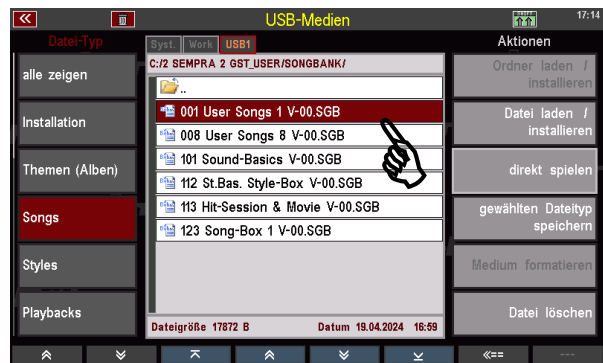 USB-Medien
17:14
Datei-Typ
Syst. Work USB1
Aktionen
C:/2 SEMPRA 2 GST_USER/SONGBANK/
alle zeigen
Installation
Themen (Alben)
Songs
Styles
Playbacks
..
001 User Songs 1 V-00.SGB
008 User Songs 8 V-00.SGB
101 Sound-Basics V-00.SGB
112 St.Bas. Style-Box V-00.SGB
113 Hit-Session & Movie V-00.SGB
123 Song-Box 1 V-00.SGB
Dateigröße 17872 B Datum 19.04.2024 16:59
Ordner laden /
installieren
Datei laden /
installieren
direkt spielen
gewählten Dateityp
speichern
Medium formatieren
Datei löschen
«==
---